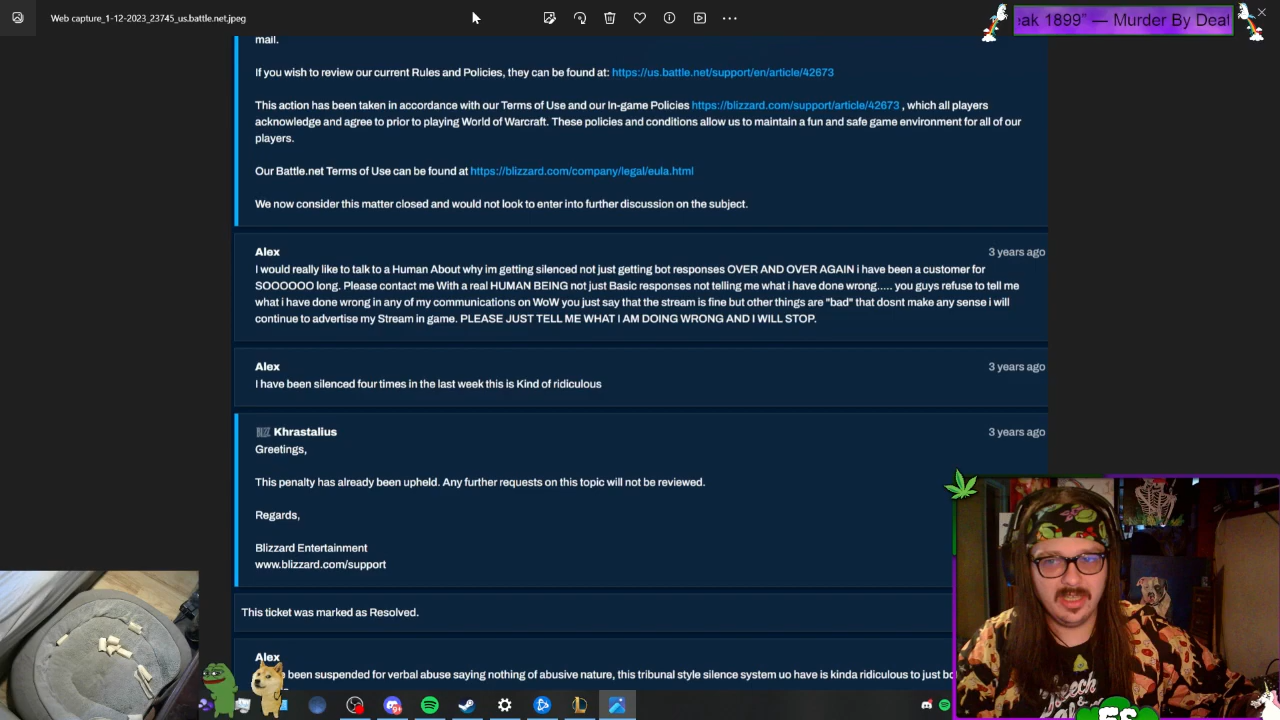 Web capture_1-12-2023_23745_us.battle.net.jpeg
eak 1899” — Murder By Deat
mail.
If you wish to review our current Rules and Policies, they can be found at: https://us.battle.net/support/en/article/42673
This action has been taken in accordance with our Terms of Use and our In-game Policies https://blizzard.com/support/article/42673 , which all players
acknowledge and agree to prior to playing World of Warcraft. These policies and conditions allow us to maintain a fun and safe game environment for all of our
players.
Our Battle.net Terms of Use can be found at https://blizzard.com/company/legal/eula.html
We now consider this matter closed and would not look to enter into further discussion on the subject.
Alex
3 years ago
I would really like to talk to a Human About why im getting silenced not just getting bot responses OVER AND OVER AGAIN i have been a customer for
SOOOOOO long. Please contact me With a real HUMAN BEING not just Basic responses not telling me what i have done wrong..... you guys refuse to tell me
what i have done wrong in any of my communications on WoW you just say that the stream is fine but other things are "bad" that dosnt make any sense i will
continue to advertise my Stream in game. PLEASE JUST TELL ME WHAT I AM DOING WRONG AND I WILL STOP.
Alex
3 years ago
I have been silenced four times in the last week this is Kind of ridiculous
Khrastalius
3 years ago
Greetings,
This penalty has already been upheld. Any further requests on this topic will not be reviewed.
Regards,
Blizzard Entertainment
www.blizzard.com/support
This ticket was marked as Resolved.
Alex
been suspended for verbal abuse saying nothing of abusive nature, this tribunal style silence system uo have is kinda ridiculous to just